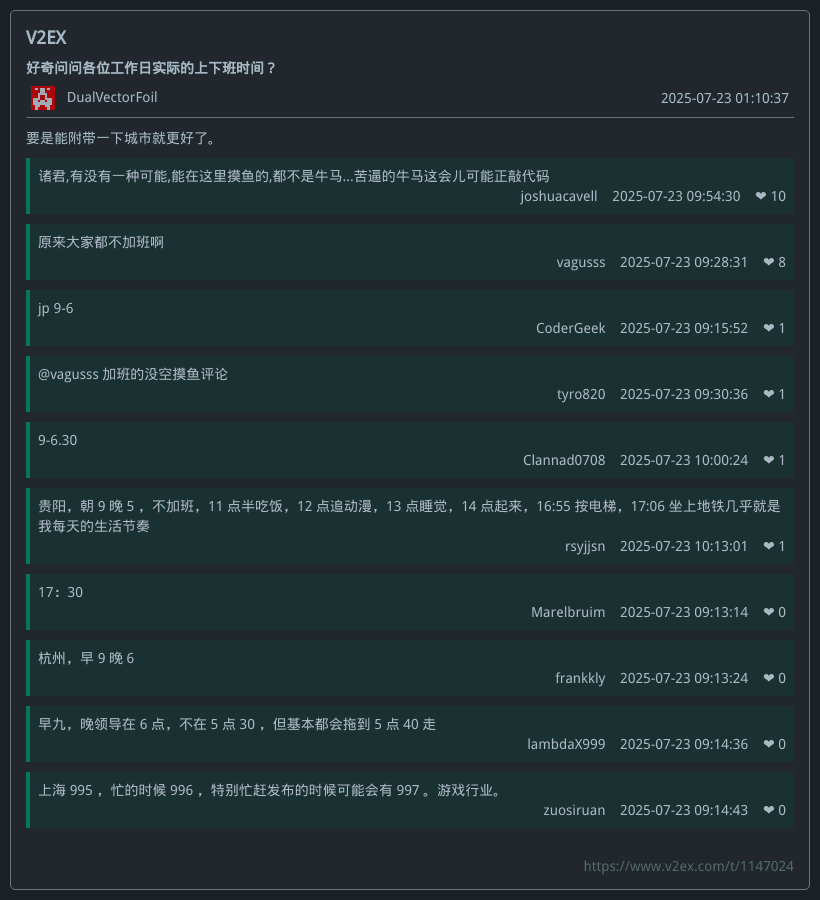 V2EX
好奇问问各位工作日实际的上下班时间？
DualVectorFoil 2025-07-23 01:10:37
要是能附带一下城市就更好了。
诸君,有没有一种可能,能在这里摸鱼的,都不是牛马...苦逼的牛马这会儿可能正敲代码
joshuacavell 2025-07-23 09:54:30 ❤ 10
原来大家都不加班啊
vagusss 2025-07-23 09:28:31 ❤ 8
jp 9-6
CoderGeek 2025-07-23 09:15:52 ❤ 1
@vagusss 加班的没空摸鱼评论
tyro820 2025-07-23 09:30:36 ❤ 1
9-6.30
Clannad0708 2025-07-23 10:00:24 ❤ 1
贵阳，朝 9 晚 5 ，不加班，11 点半吃饭，12 点追动漫，13 点睡觉，14 点起来，16:55 按电梯，17:06 坐上地铁几乎就是
我每天的生活节奏
rsyjjsn 2025-07-23 10:13:01 ❤ 1
17：30
Marelbruim 2025-07-23 09:13:14 ❤ 0
杭州，早 9 晚 6
frankkly 2025-07-23 09:13:24 ❤ 0
早九，晚领导在 6 点，不在 5 点 30 ，但基本都会拖到 5 点 40 走
lambdaX999 2025-07-23 09:14:36 ❤ 0
上海 995 ，忙的时候 996 ，特别忙赶发布的时候可能会有 997 。游戏行业。
zuosiruan 2025-07-23 09:14:43 ❤ 0
https://www.v2ex.com/t/1147024